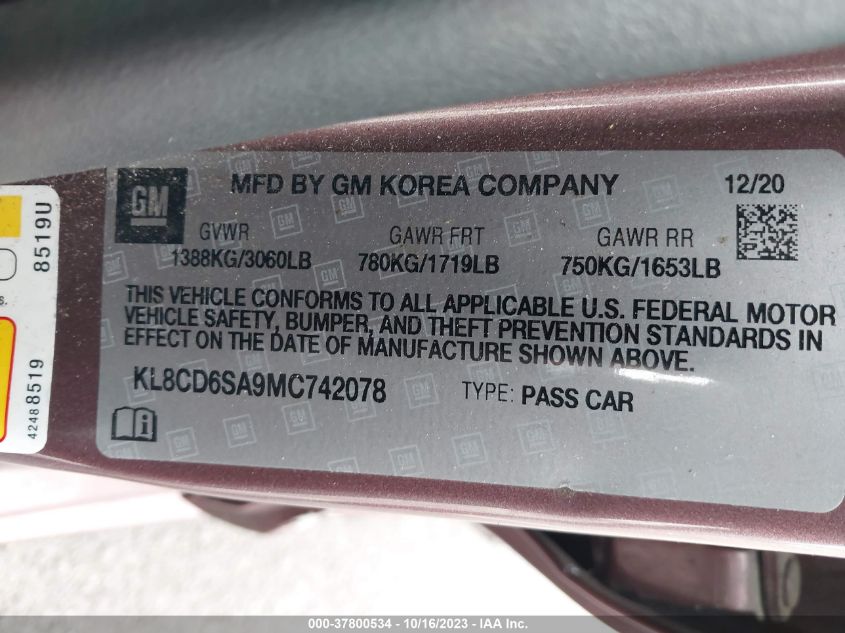 GM MFD BY GM KOREA COMPANY 12/20
GVWR GAWR FRT GAWR RR
1388KG/3060LB 780KG/1719LB 750KG/1653LB
THIS VEHICLE CONFORMS TO ALL APPLICABLE U.S. FEDERAL MOTOR
VEHICLE SAFETY, BUMPER, AND THEFT PREVENTION STANDARDS IN
EFFECT ON THE DATE OF MANUFACTURE SHOWN ABOVE.
KL8CD6SA9MC742078 TYPE: PASS CAR
8519U
s.
42488519
000-37800534 - 10/16/2023 - IAA Inc.